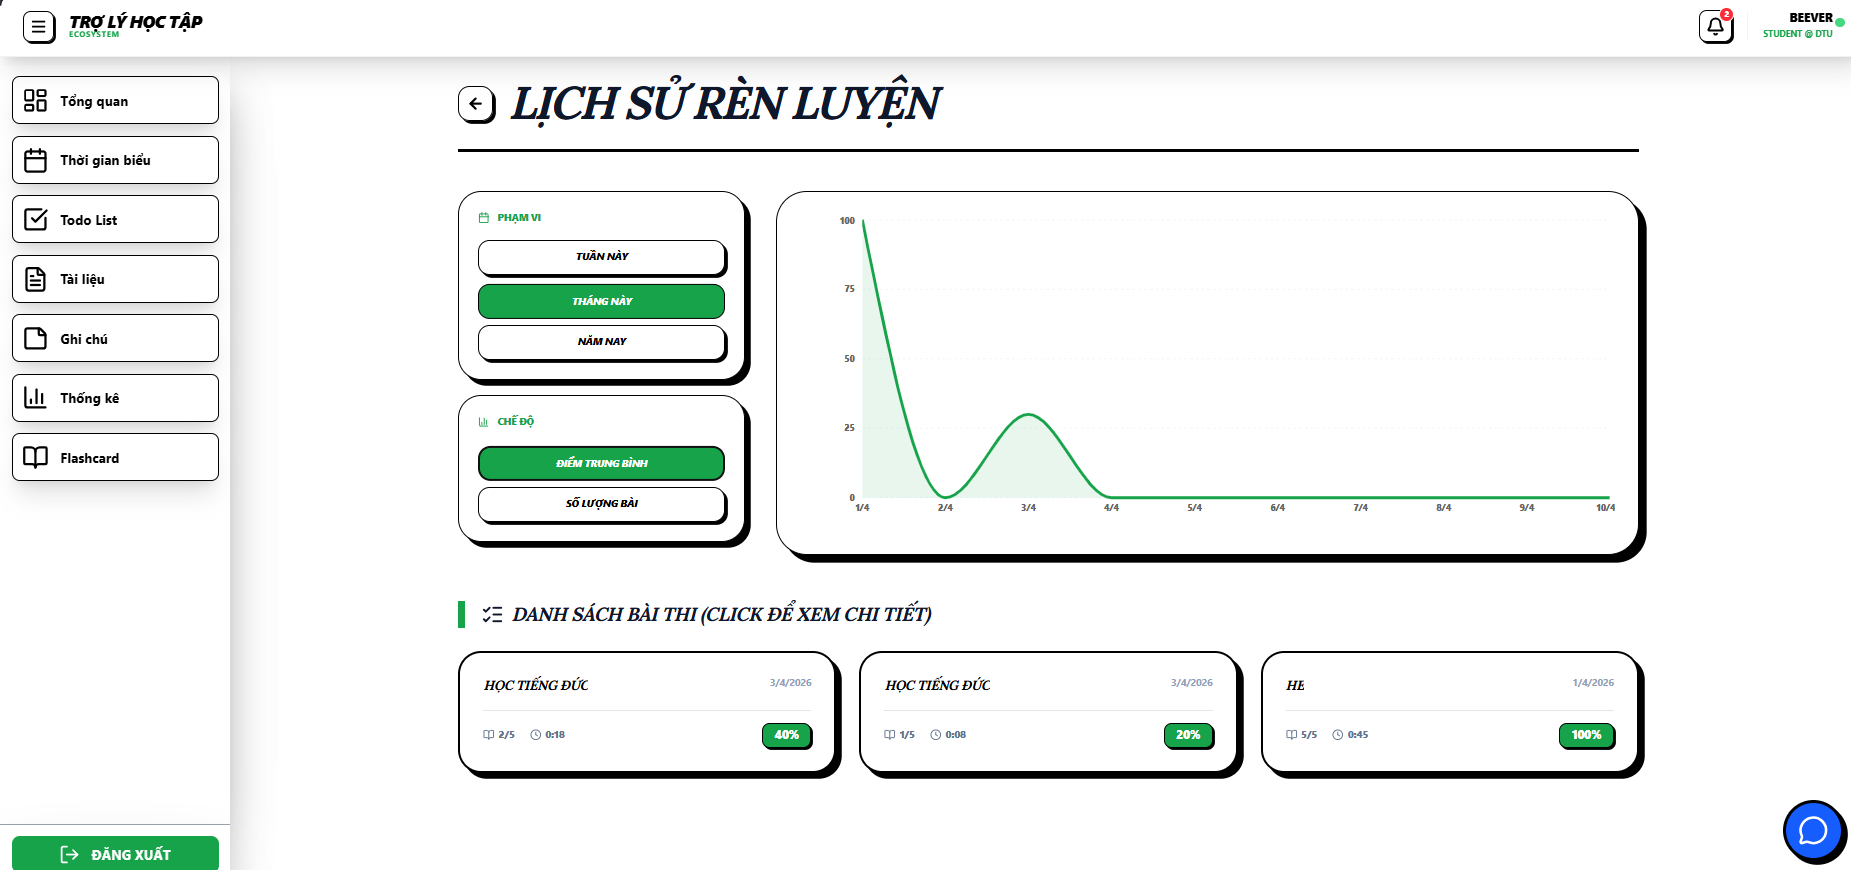 TRỢ LÝ HỌC TẬP
ECOSYSTEM
2
BEEVER
STUDENT @ DTU
Tổng quan
Thời gian biểu
Todo List
Tài liệu
Ghi chú
Thống kê
Flashcard
ĐĂNG XUẤT
LỊCH SỬ RÈN LUYỆN
PHẠM VI
TUẦN NÀY
THÁNG NÀY
NĂM NAY
CHẾ ĐỘ
ĐIỂM TRUNG BÌNH
SỐ LƯỢNG BÀI
100
75
50
25
0
1/4 2/4 3/4 4/4 5/4 6/4 7/4 8/4 9/4 10/4
DANH SÁCH BÀI THI (CLICK ĐỂ XEM CHI TIẾT)
HỌC TIẾNG ĐỨC 3/4/2026
2/5 0:18 40%
HỌC TIẾNG ĐỨC 3/4/2026
1/5 0:08 20%
HE 1/4/2026
5/5 0:45 100%